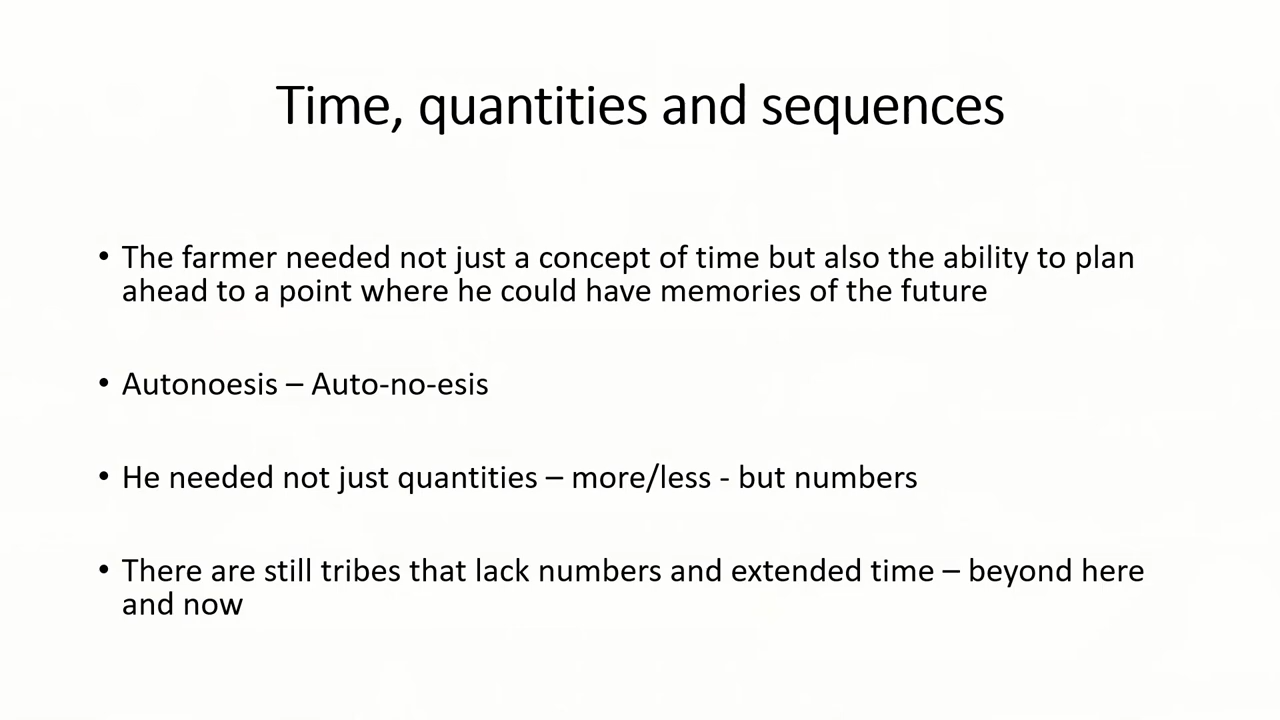 Time, quantities and sequences
• The farmer needed not just a concept of time but also the ability to plan
ahead to a point where he could have memories of the future
• Autonoesis – Auto-no-esis
• He needed not just quantities – more/less - but numbers
• There are still tribes that lack numbers and extended time – beyond here
and now